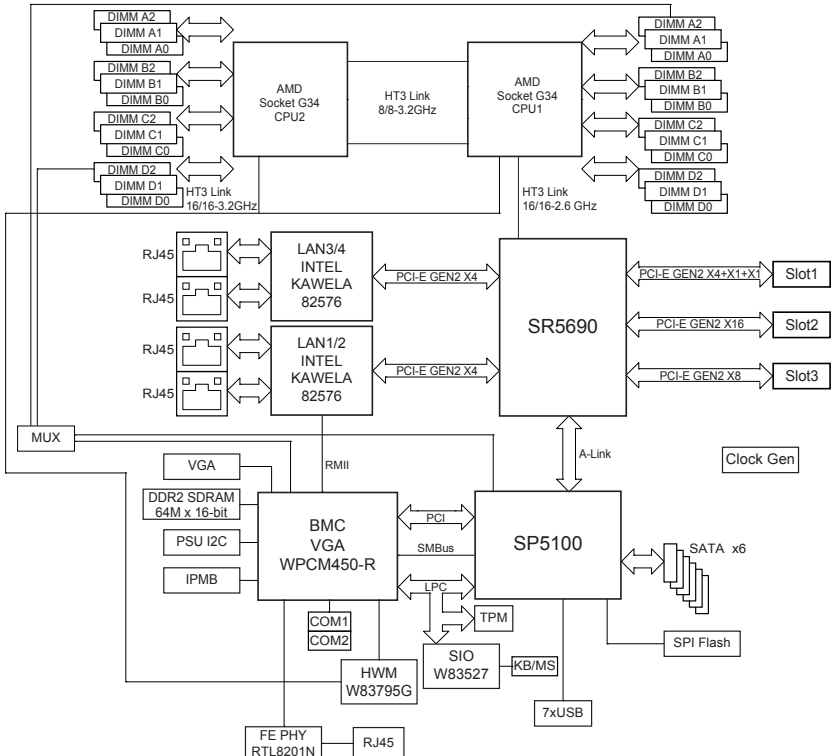 DIMM A2
DIMM A1
DIMM A0
DIMM B2
DIMM B1
DIMM B0
DIMM C2
DIMM C1
DIMM C0
DIMM D2
DIMM D1
DIMM D0
AMD
Socket G34
CPU2
HT3 Link
8/8-3.2GHz
AMD
Socket G34
CPU1
DIMM A2
DIMM A1
DIMM A0
DIMM B2
DIMM B1
DIMM B0
DIMM C2
DIMM C1
DIMM C0
DIMM D2
DIMM D1
DIMM D0
HT3 Link
16/16-3.2GHz
HT3 Link
16/16-2.6 GHz
RJ45
RJ45
LAN3/4
INTEL
KAWELA
82576
PCI-E GEN2 X4
RJ45
RJ45
LAN1/2
INTEL
KAWELA
82576
PCI-E GEN2 X4
SR5690
PCI-E GEN2 X4+X1+X1
Slot1
PCI-E GEN2 X16
Slot2
PCI-E GEN2 X8
Slot3
MUX
RMII
A-Link
Clock Gen
VGA
DDR2 SDRAM
64M x 16-bit
PSU I2C
IPMB
BMC
VGA
WPCM450-R
PCI
SMBus
LPC
SP5100
SATA x6
COM1
COM2
TPM
SIO
W83527
KB/MS
SPI Flash
HWM
W83795G
7xUSB
FE PHY
RTL8201N
RJ45